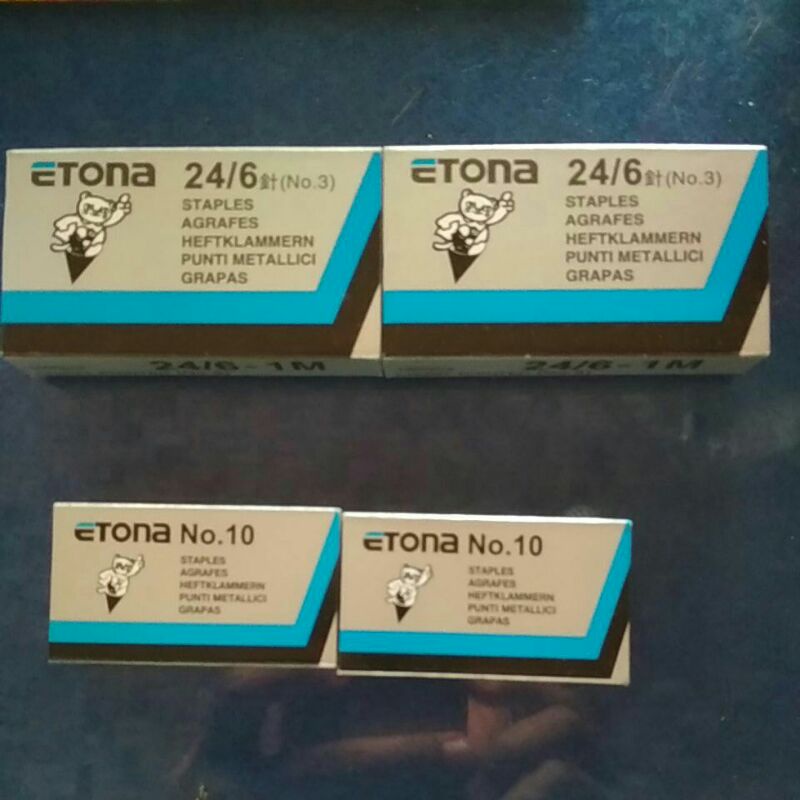 ETONA 24/6針(No.3)
STAPLES
AGRAFES
HEFTKLAMMERN
PUNTI METALLICI
GRAPAS
24/6-1M
ETONA 24/6針(No.3)
STAPLES
AGRAFES
HEFTKLAMMERN
PUNTI METALLICI
GRAPAS
24/6-1M
ETONA No.10
STAPLES
AGRAFES
HEFTKLAMMERN
PUNTI METALLICI
GRAPAS
ETONA No.10
STAPLES
AGRAFES
HEFTKLAMMERN
PUNTI METALLICI
GRAPAS